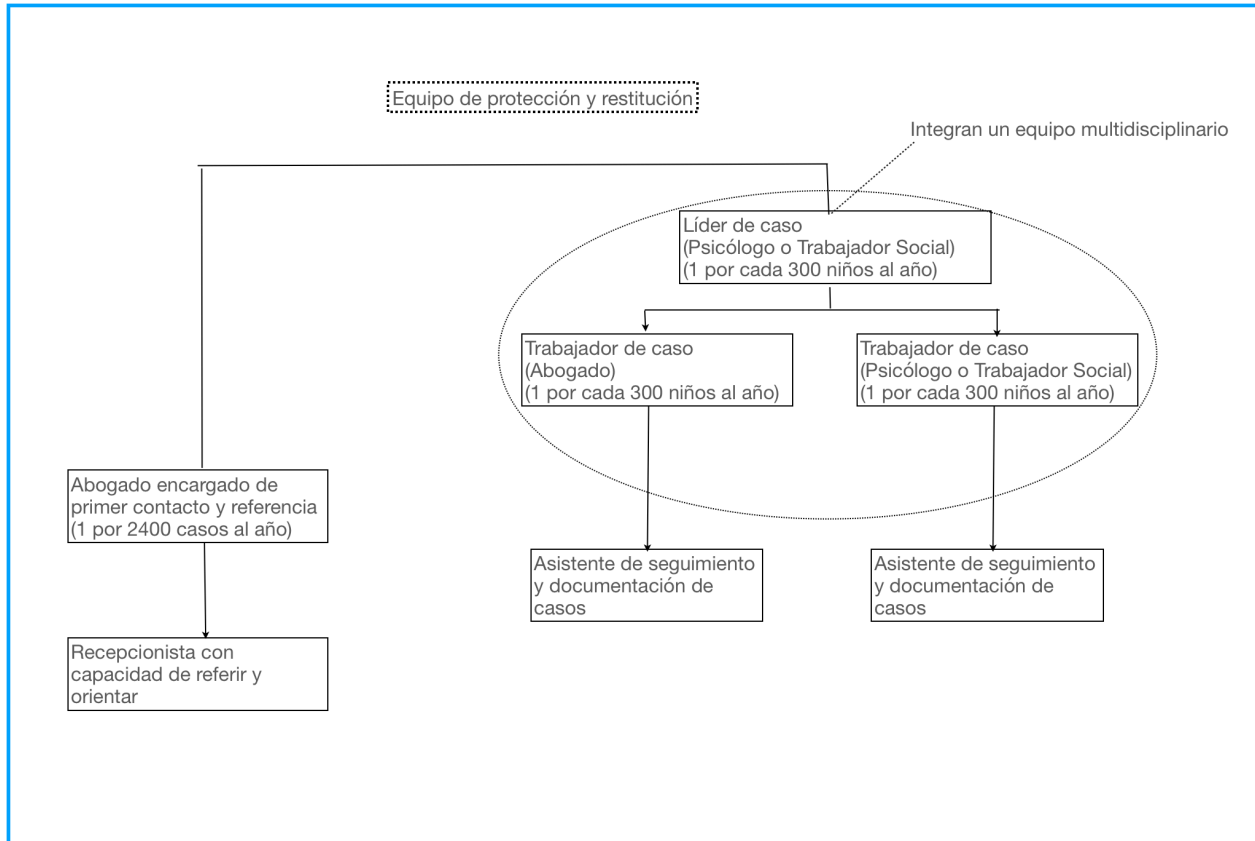 Equipo de protección y restitución
Integran un equipo multidisciplinario
Líder de caso
(Psicólogo o Trabajador Social)
(1 por cada 300 niños al año)
Trabajador de caso
(Abogado)
(1 por cada 300 niños al año)
Trabajador de caso
(Psicólogo o Trabajador Social)
(1 por cada 300 niños al año)
Abogado encargado de
primer contacto y referencia
(1 por 2400 casos al año)
Asistente de seguimiento
y documentación de
casos
Asistente de seguimiento
y documentación de
casos
Recepcionista con
capacidad de referir y
orientar